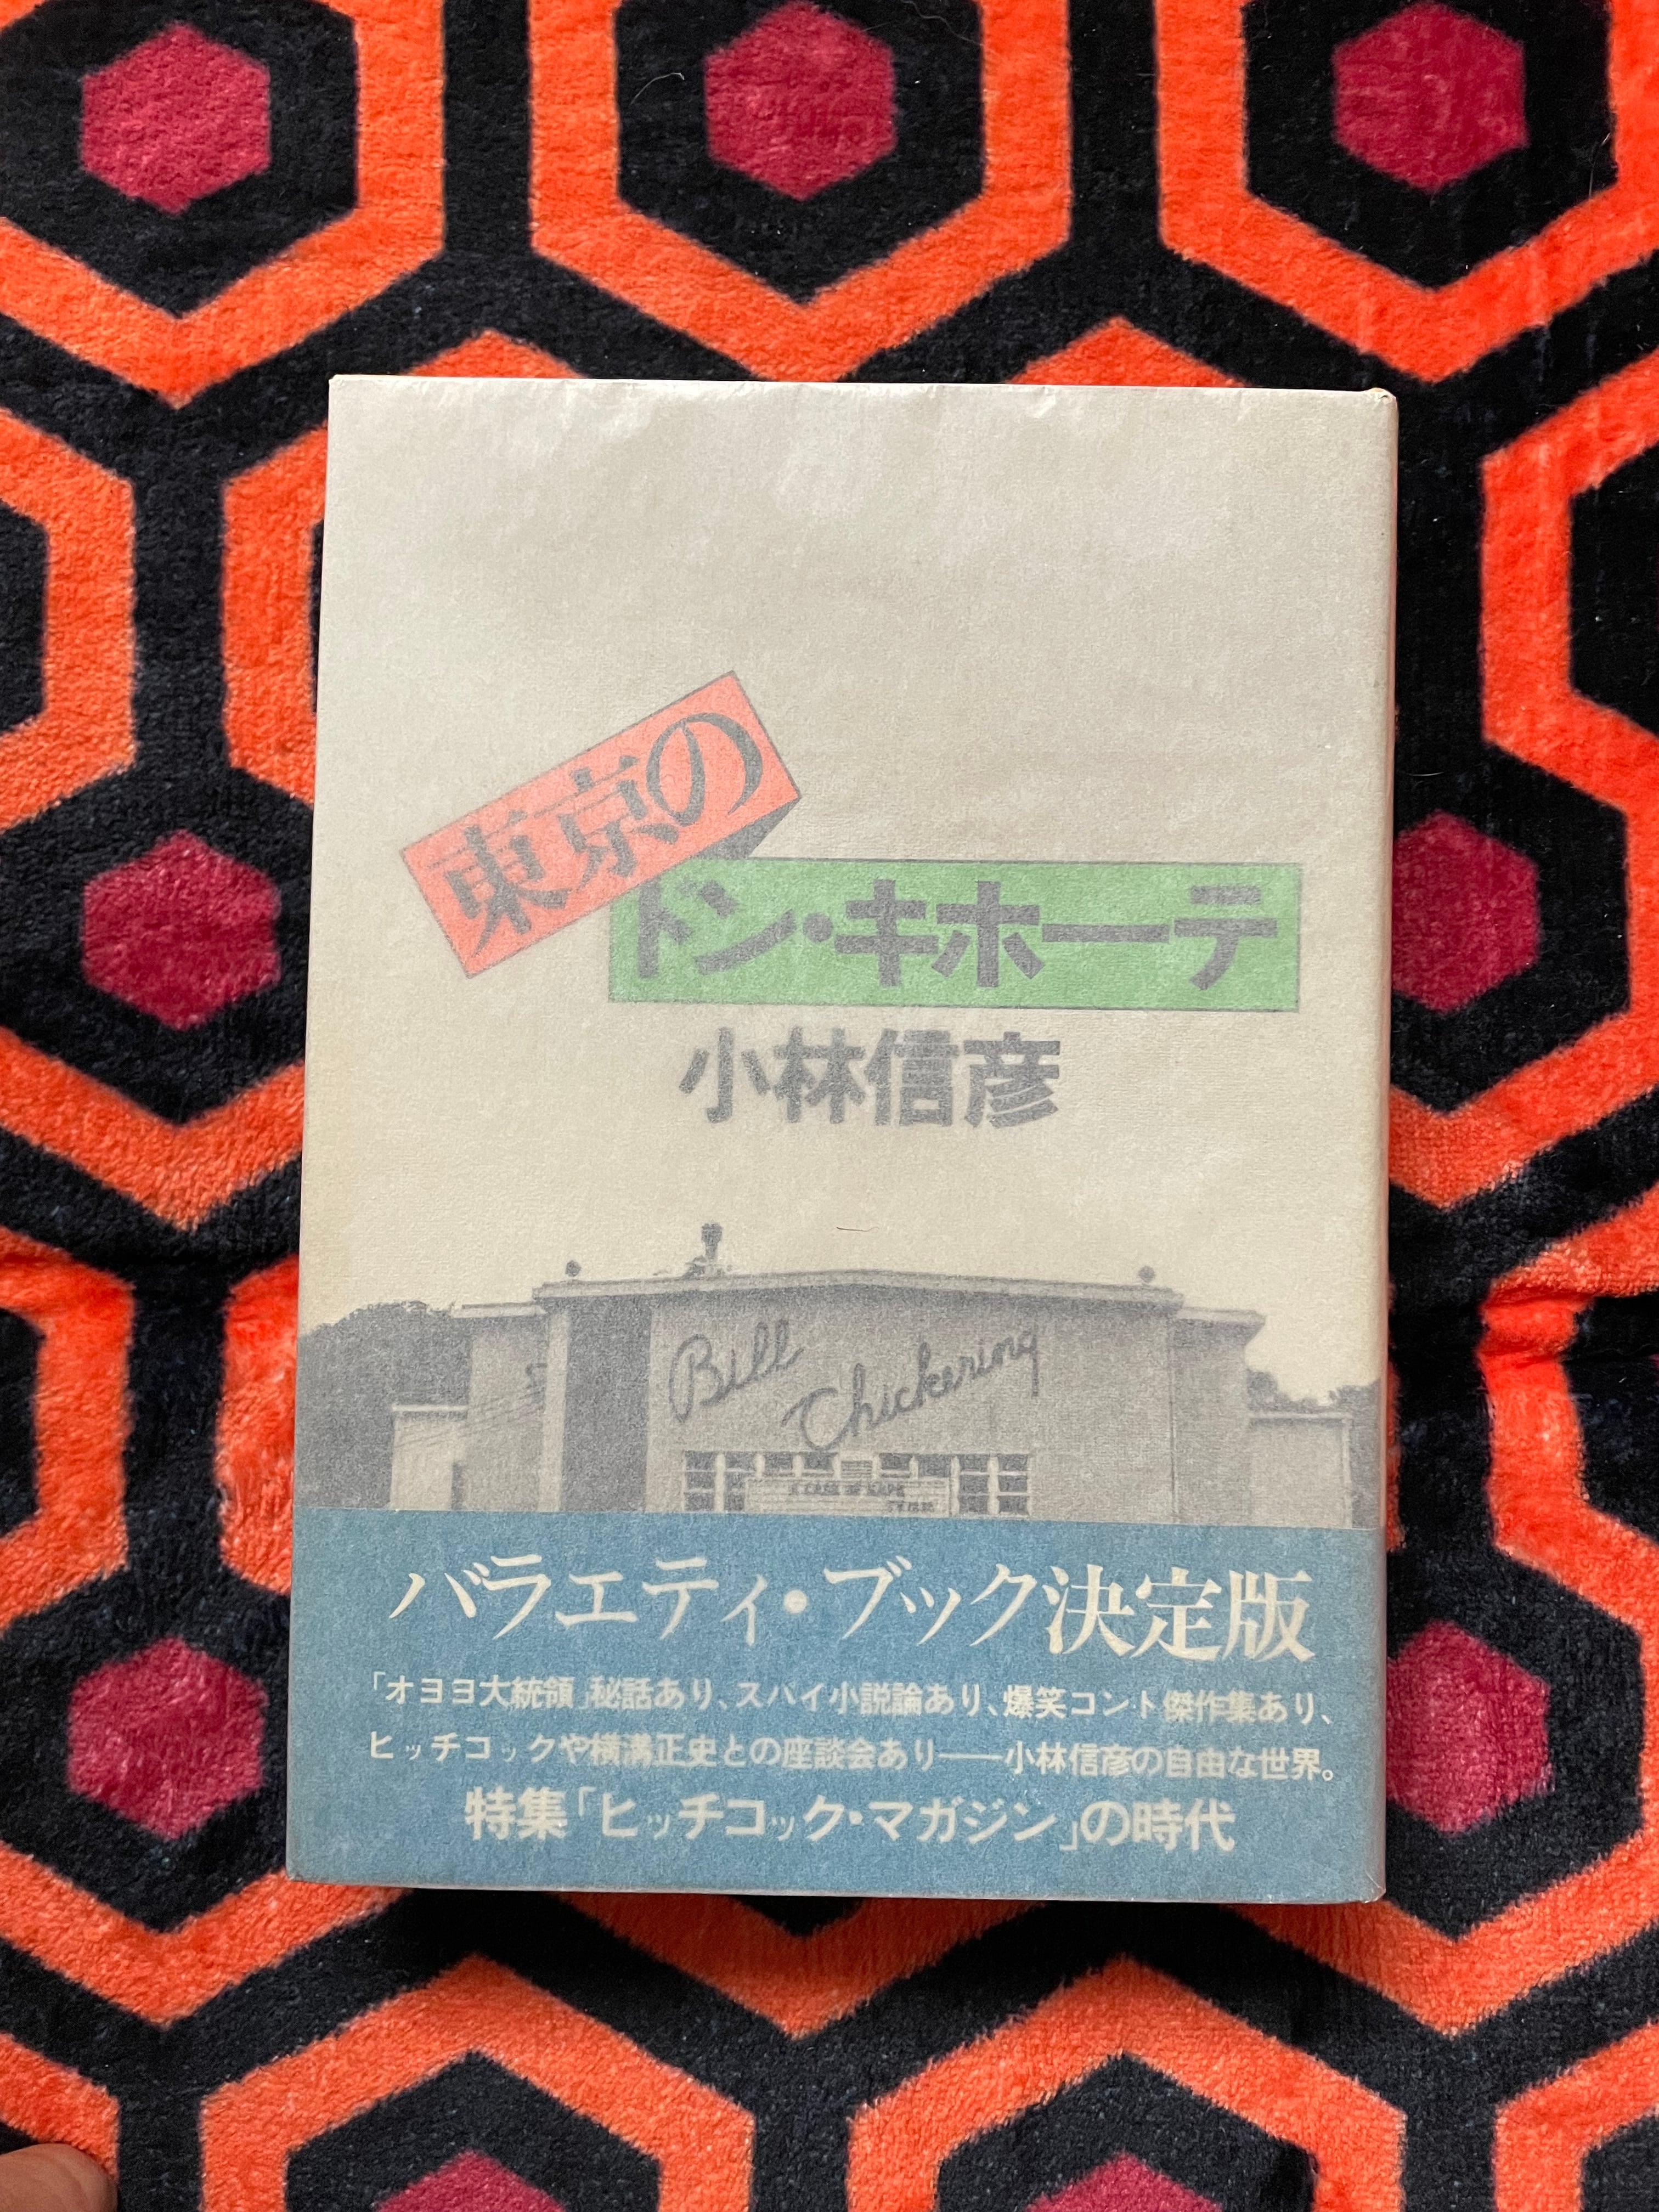 東京の
ドン・キホーテ
小林信彦
Bill
Chickering
バラエティ・ブック決定版
「オヨヨ大統領」秘話あり、スパイ小説論あり、爆笑コント傑作集あり、
ヒッチコックや横溝正史との座談会あり――小林信彦の自由な世界。
特集「ヒッチコック・マガジン」の時代